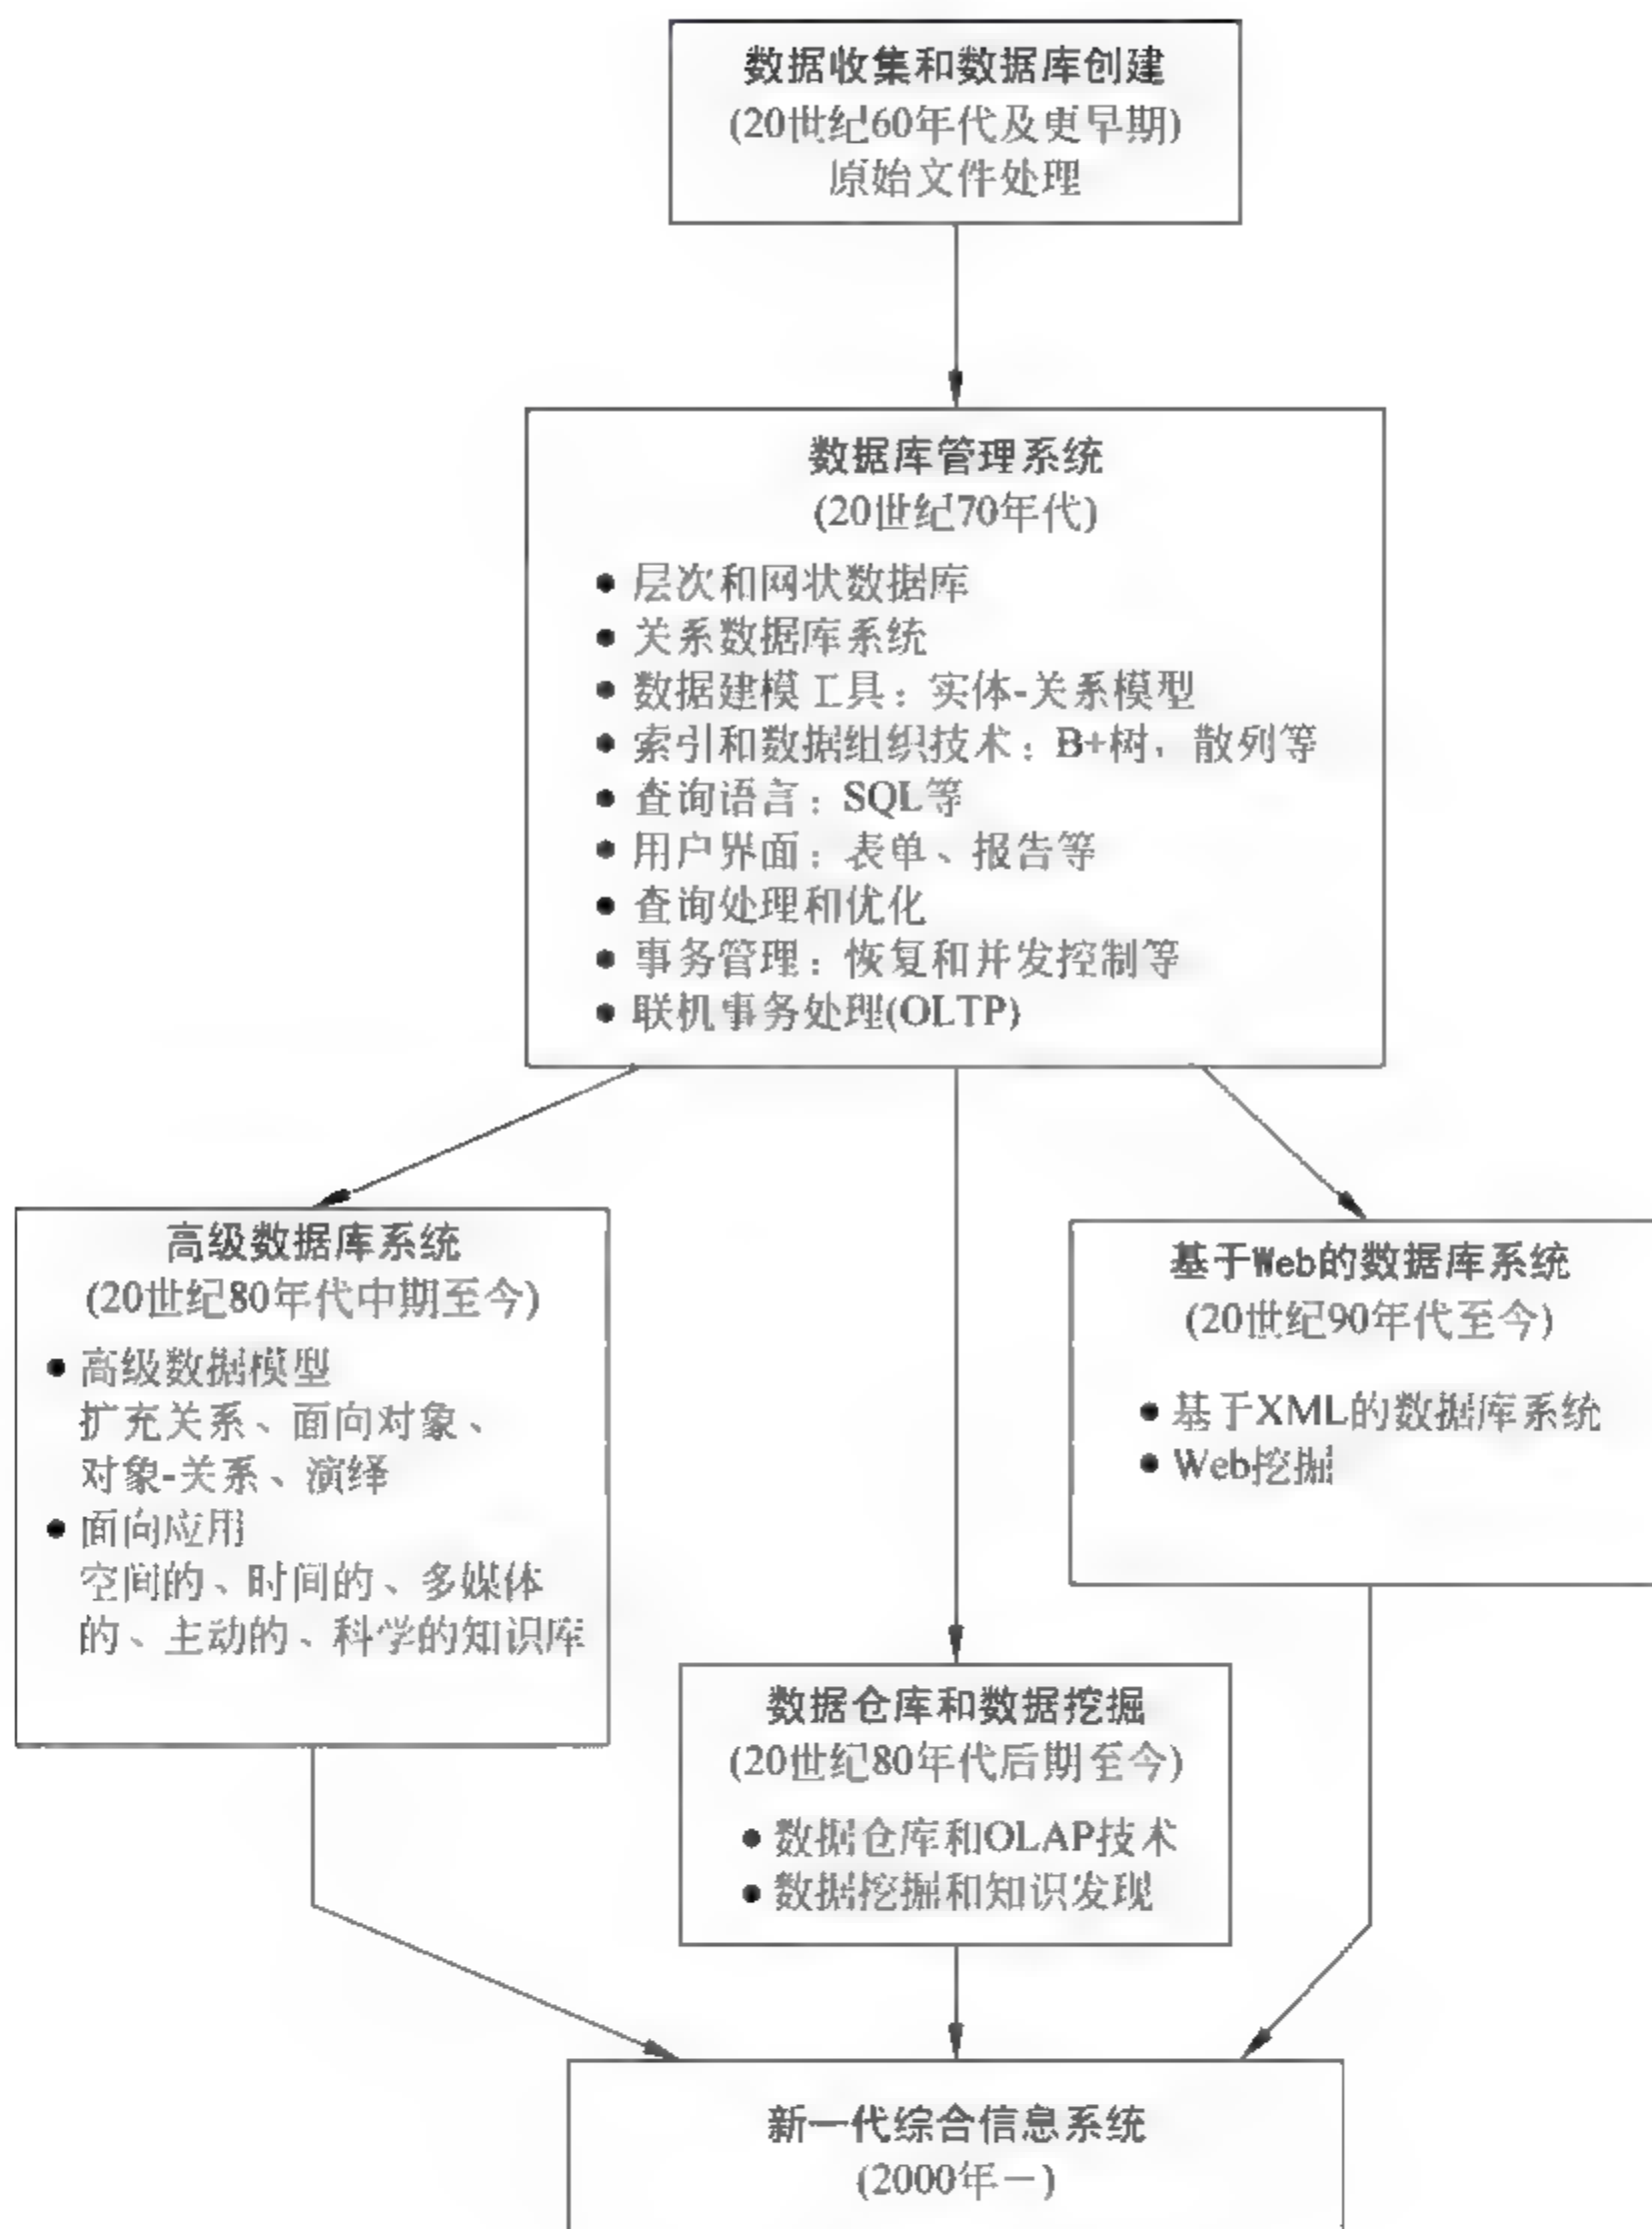 数据收集和数据库创建
(20世纪60年代及更早期)
原始文件处理
数据库管理系统
(20世纪70年代)
● 层次和网状数据库
● 关系数据库系统
● 数据建模工具：实体-关系模型
● 索引和数据组织技术：B+树，散列等
● 查询语言：SQL等
● 用户界面：表单、报告等
● 查询处理和优化
● 事务管理：恢复和并发控制等
● 联机事务处理(OLTP)
高级数据库系统
(20世纪80年代中期至今)
● 高级数据模型
扩充关系、面向对象、
对象-关系、演绎
● 面向应用
空间的、时间的、多媒体
的、主动的、科学的知识库
基于Web的数据库系统
(20世纪90年代至今)
● 基于XML的数据库系统
● Web挖掘
数据仓库和数据挖掘
(20世纪80年代后期至今)
● 数据仓库和OLAP技术
● 数据挖掘和知识发现
新一代综合信息系统
(2000年—)